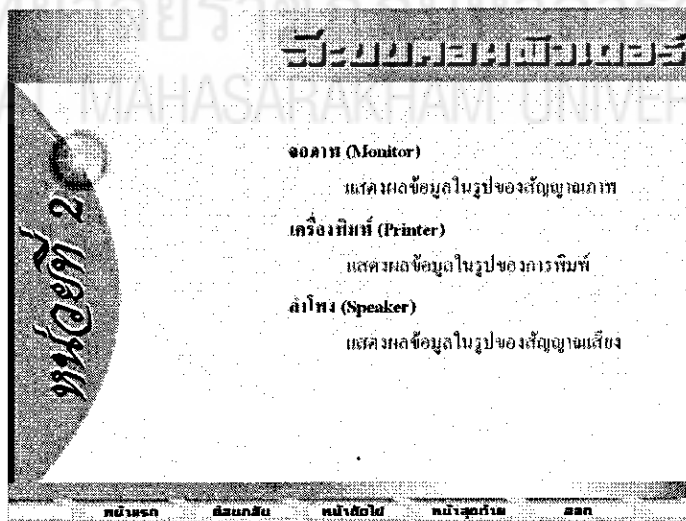 ระบบคอมพิวเตอร์
MAHASARAKHAM UNIVER
หน่วยที่ 2
จอภาพ (Monitor)
แสดงผลข้อมูลในรูปของสัญญาณภาพ
เครื่องพิมพ์ (Printer)
แสดงผลข้อมูลในรูปของการพิมพ์
ลำโพง (Speaker)
แสดงผลข้อมูลในรูปของสัญญาณเสียง
หน้าแรก ย้อนกลับ หน้าถัดไป หน้าสุดท้าย ออก